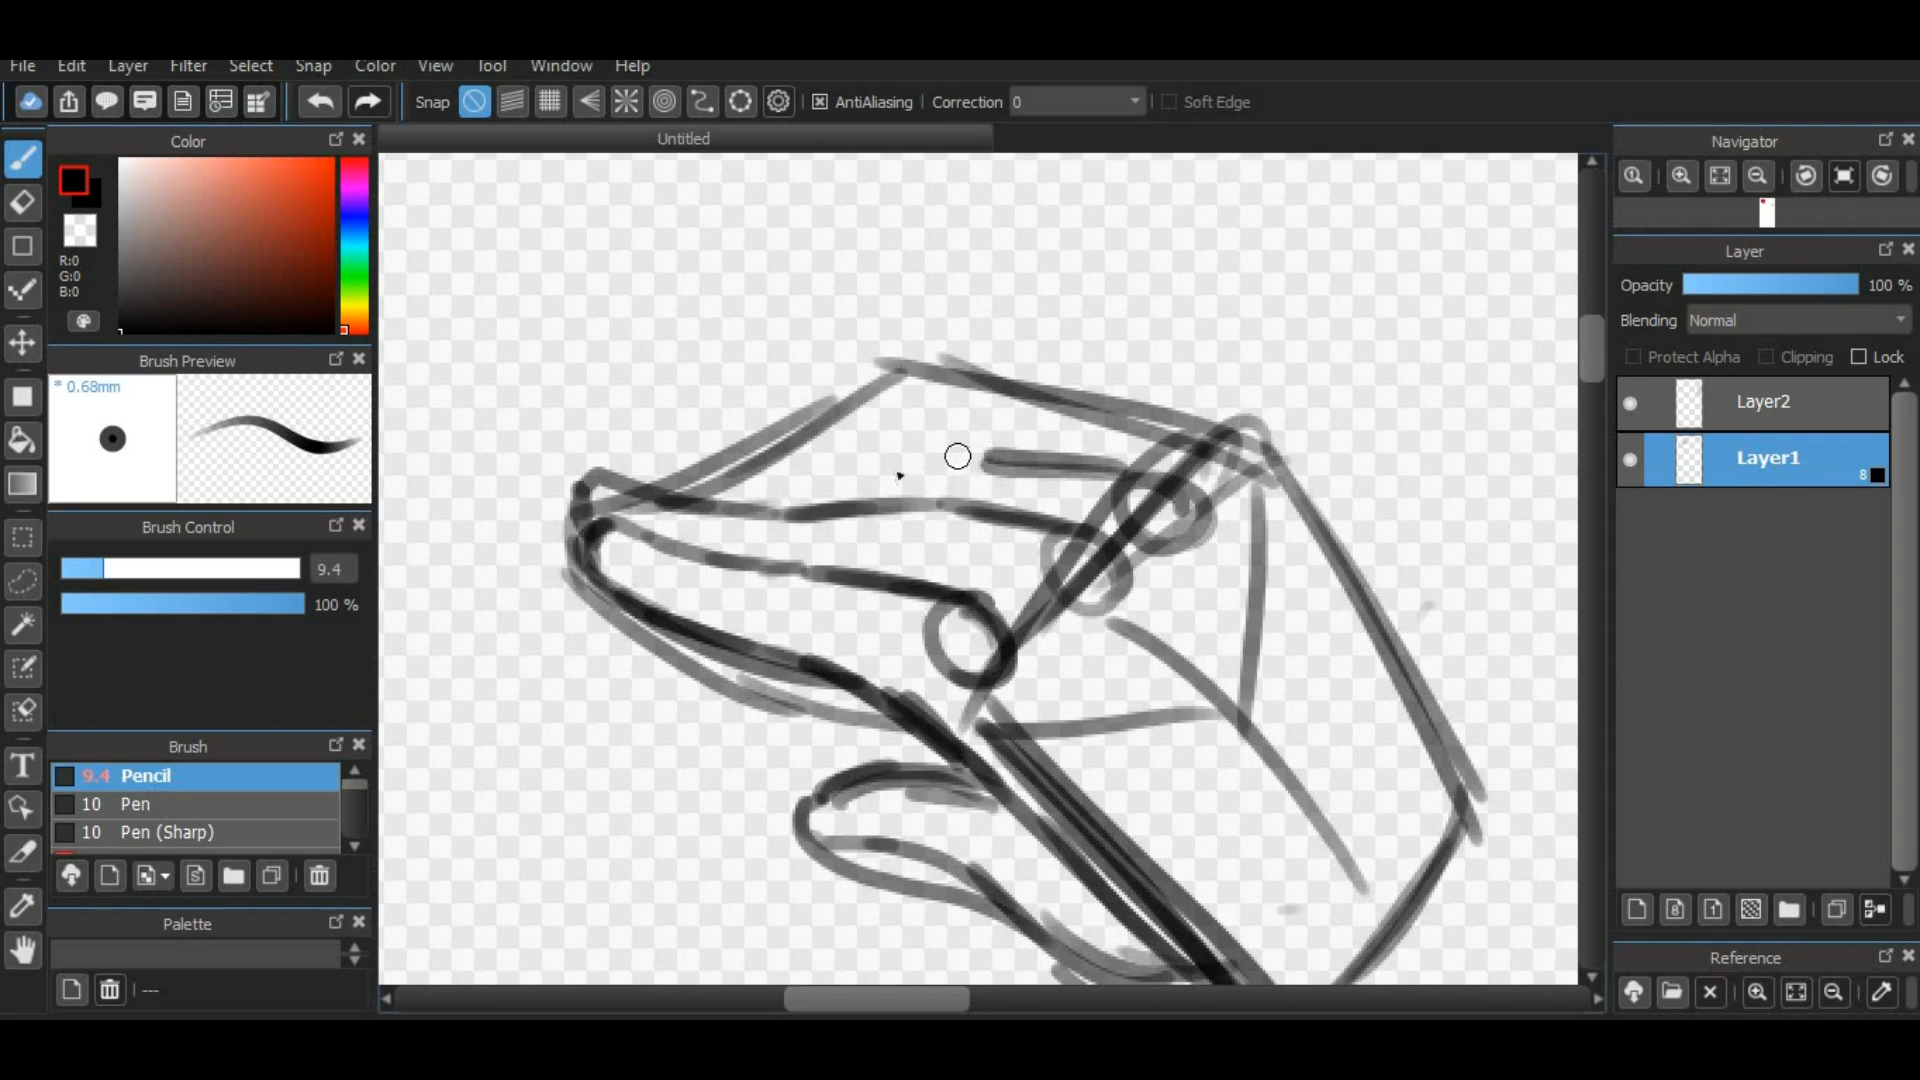 File Edit Layer Filter Select Snap Color View Tool Window Help
Snap AntiAliasing Correction 0 Soft Edge
Color
R:0
G:0
B:0
Brush Preview
* 0.68mm
Brush Control
9.4
100 %
Brush
9.4 Pencil
10 Pen
10 Pen (Sharp)
Palette
---
Untitled
Navigator
Layer
Opacity 100 %
Blending Normal
Protect Alpha Clipping Lock
Layer2
Layer1
8
Reference